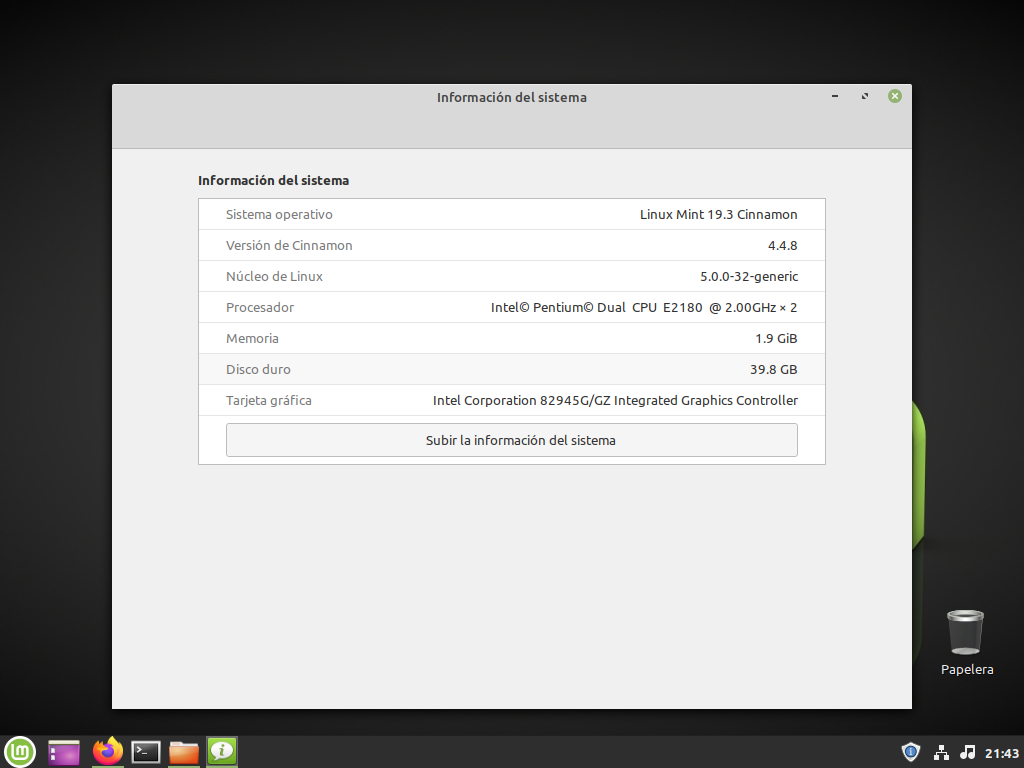 Información del sistema
Información del sistema
Sistema operativo Linux Mint 19.3 Cinnamon
Versión de Cinnamon 4.4.8
Núcleo de Linux 5.0.0-32-generic
Procesador Intel© Pentium© Dual  CPU  E2180  @ 2.00GHz × 2
Memoria 1.9 GiB
Disco duro 39.8 GB
Tarjeta gráfica Intel Corporation 82945G/GZ Integrated Graphics Controller
Subir la información del sistema
Papelera
21:43